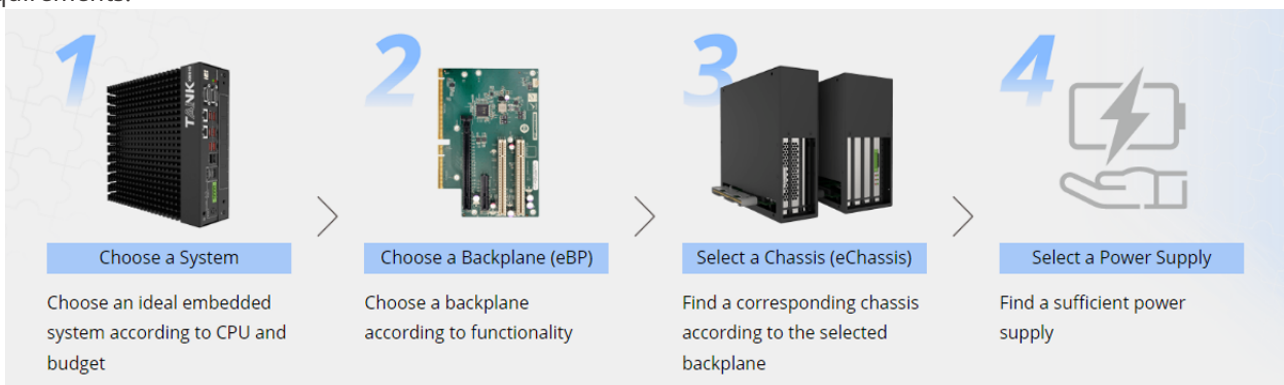 1
2
3
4
TANK
Choose a System
Choose an ideal embedded
system according to CPU and
budget
Choose a Backplane (eBP)
Choose a backplane
according to functionality
Select a Chassis (eChassis)
Find a corresponding chassis
according to the selected
backplane
Select a Power Supply
Find a sufficient power
supply